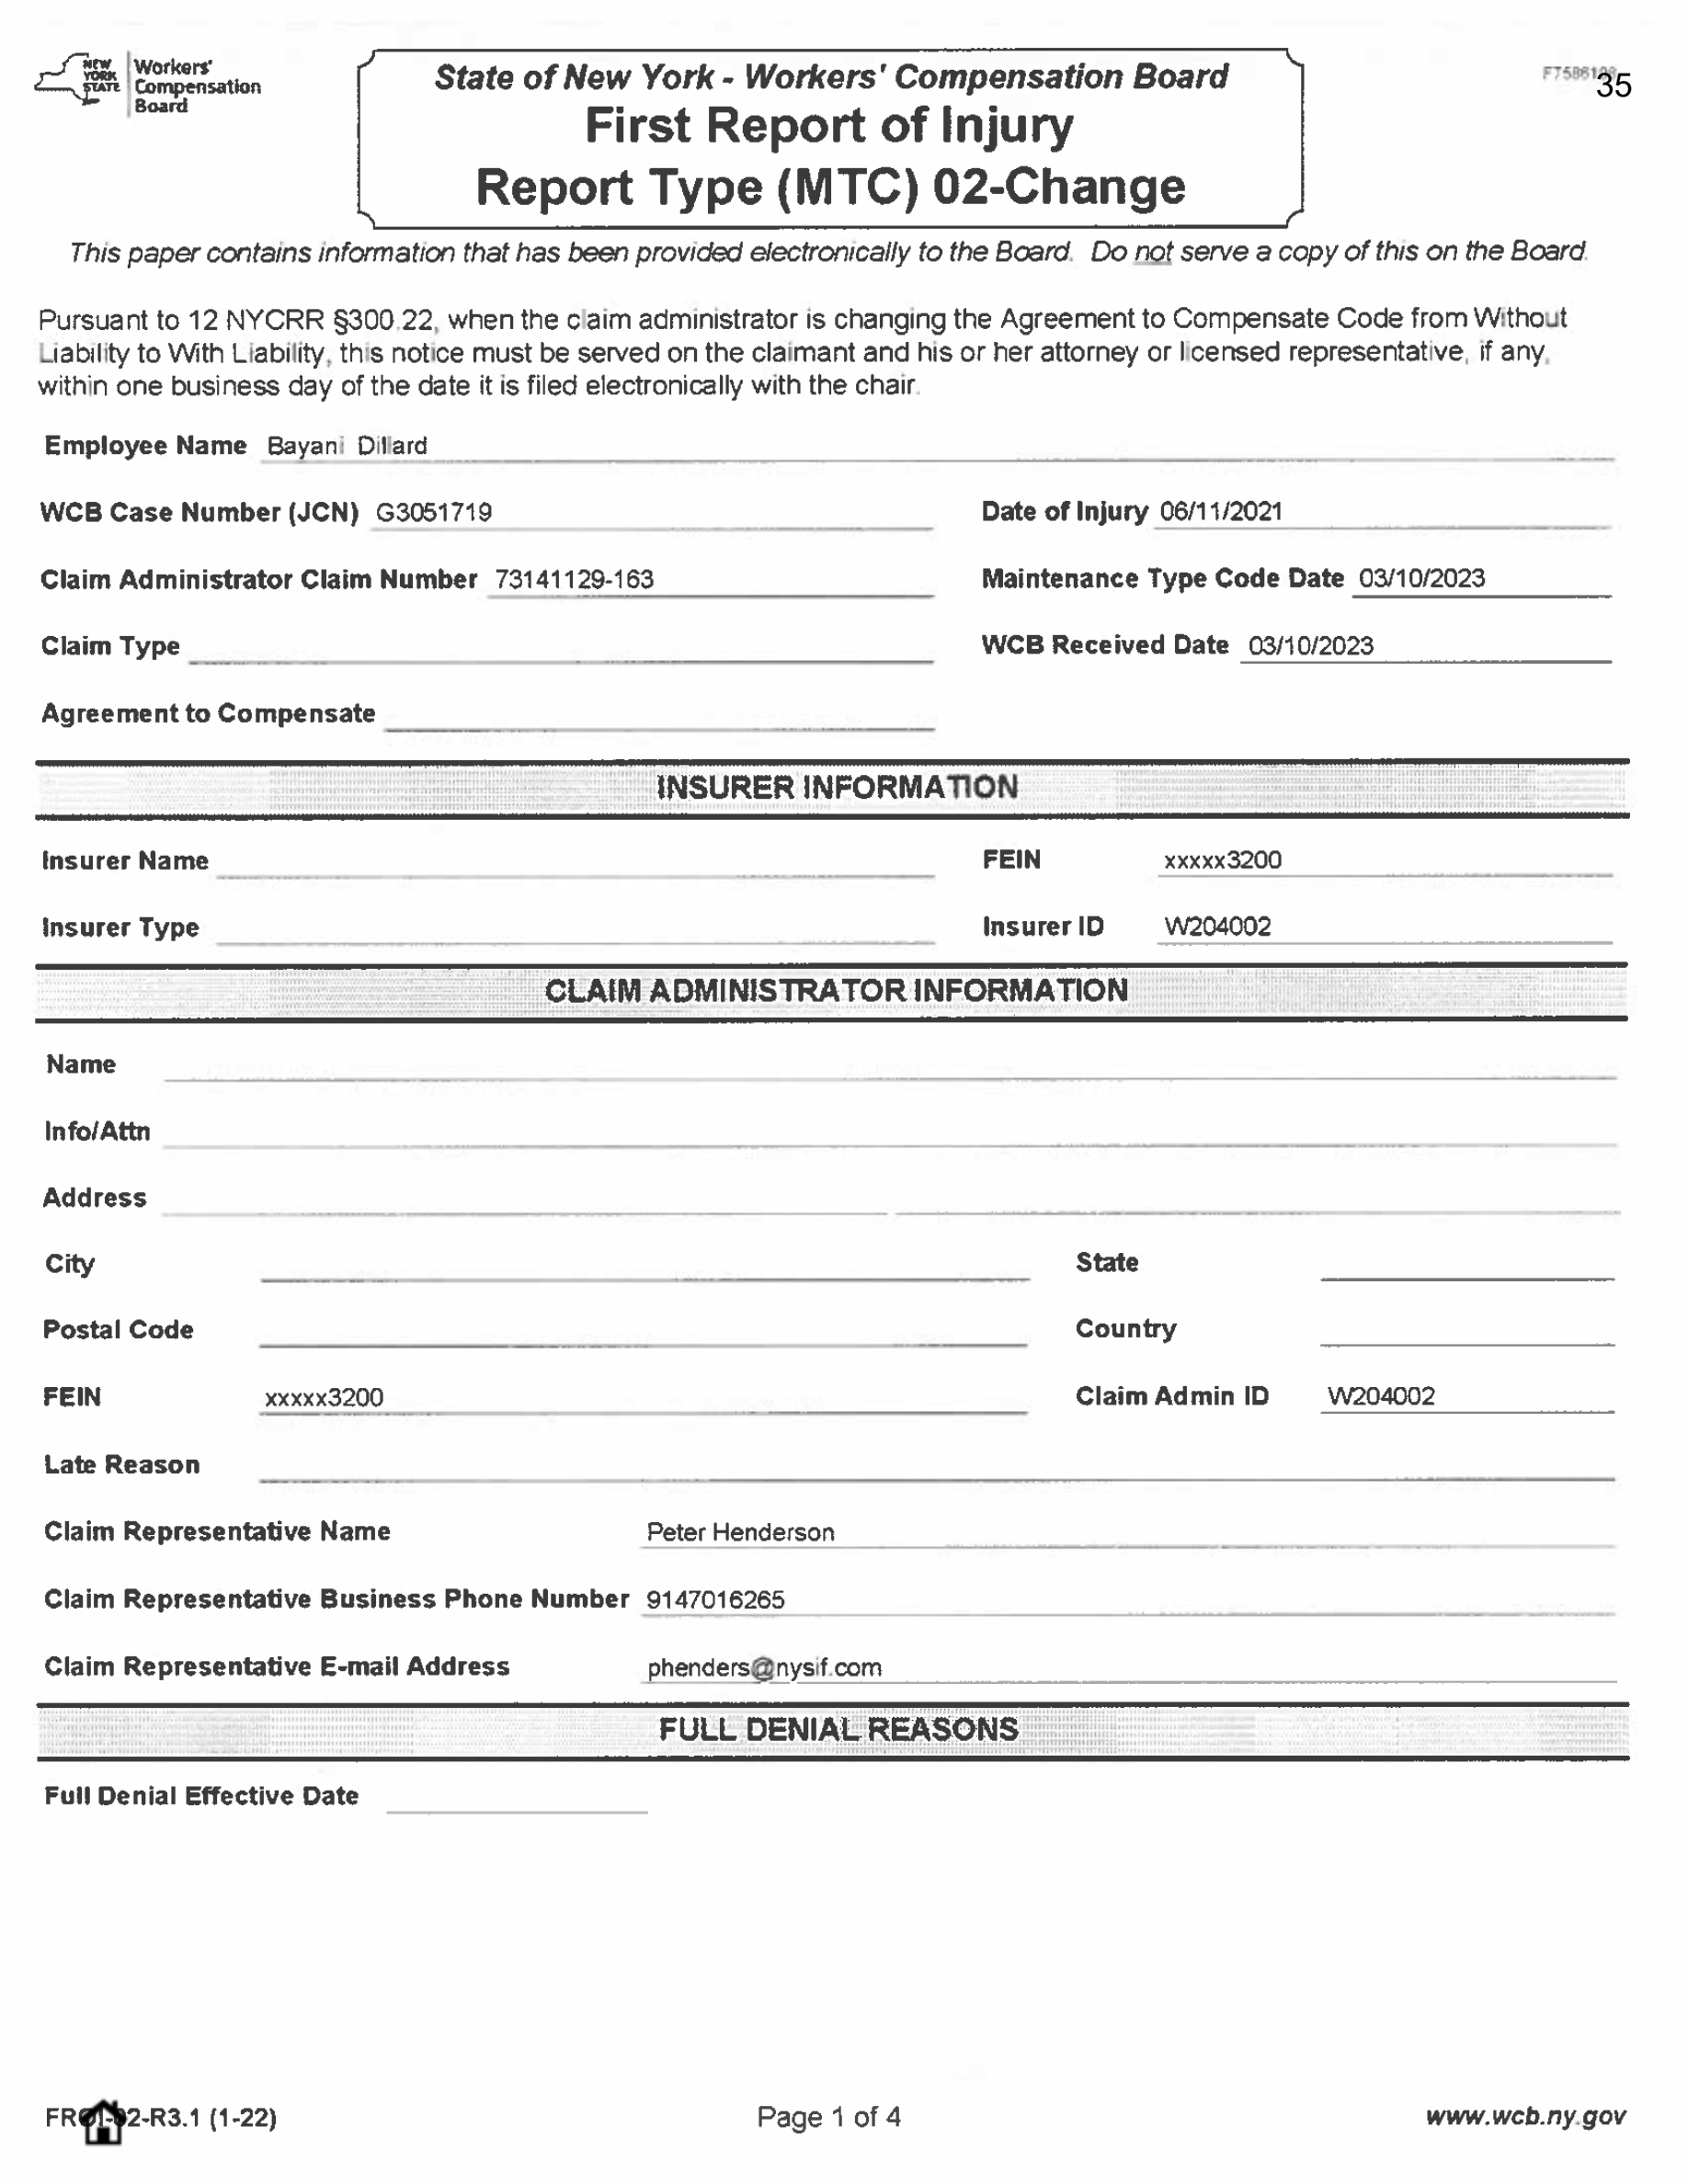 NEW YORK STATE
Workers' Compensation Board
State of New York - Workers' Compensation Board
First Report of Injury
Report Type (MTC) 02-Change
35
This paper contains information that has been provided electronically to the Board. Do not serve a copy of this on the Board.
Pursuant to 12 NYCRR §300.22, when the claim administrator is changing the Agreement to Compensate Code from Without
Liability to With Liability, this notice must be served on the claimant and his or her attorney or licensed representative, if any,
within one business day of the date it is filed electronically with the chair.
Employee Name Bayani Dillard
WCB Case Number (JCN) G3051719 Date of Injury 06/11/2021
Claim Administrator Claim Number 73141129-163 Maintenance Type Code Date 03/10/2023
Claim Type WCB Received Date 03/10/2023
Agreement to Compensate
INSURER INFORMATION
Insurer Name FEIN xxxxx3200
Insurer Type Insurer ID W204002
CLAIM ADMINISTRATOR INFORMATION
Name
Info/Attn
Address
City State
Postal Code Country
FEIN xxxxx3200 Claim Admin ID W204002
Late Reason
Claim Representative Name Peter Henderson
Claim Representative Business Phone Number 9147016265
Claim Representative E-mail Address phenders@nysif.com
FULL DENIAL REASONS
Full Denial Effective Date
FROI-02-R3.1 (1-22) Page 1 of 4 www.wcb.ny.gov